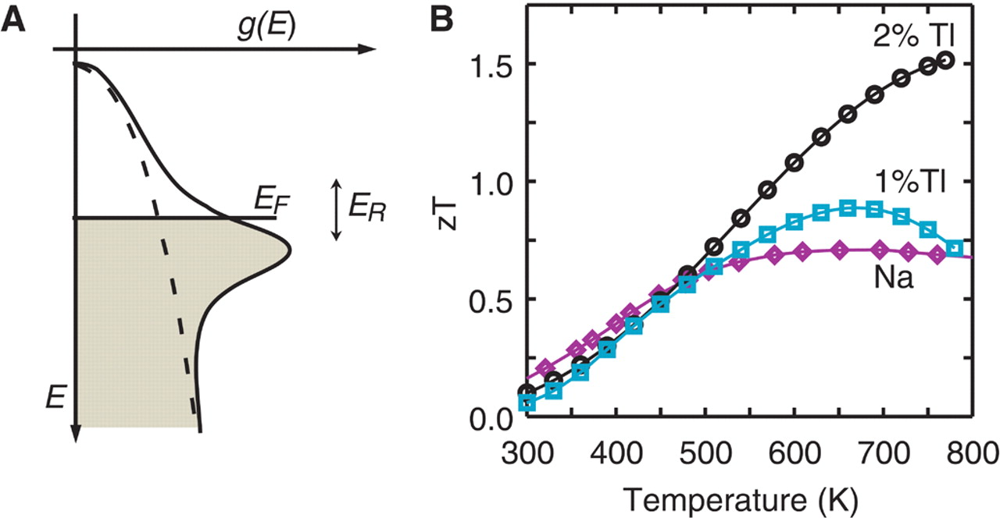 A
g(E)
E_F
E_R
E
B
2% Tl
1%Tl
Na
zT
1.5
1.0
0.5
0.0
300 400 500 600 700 800
Temperature (K)